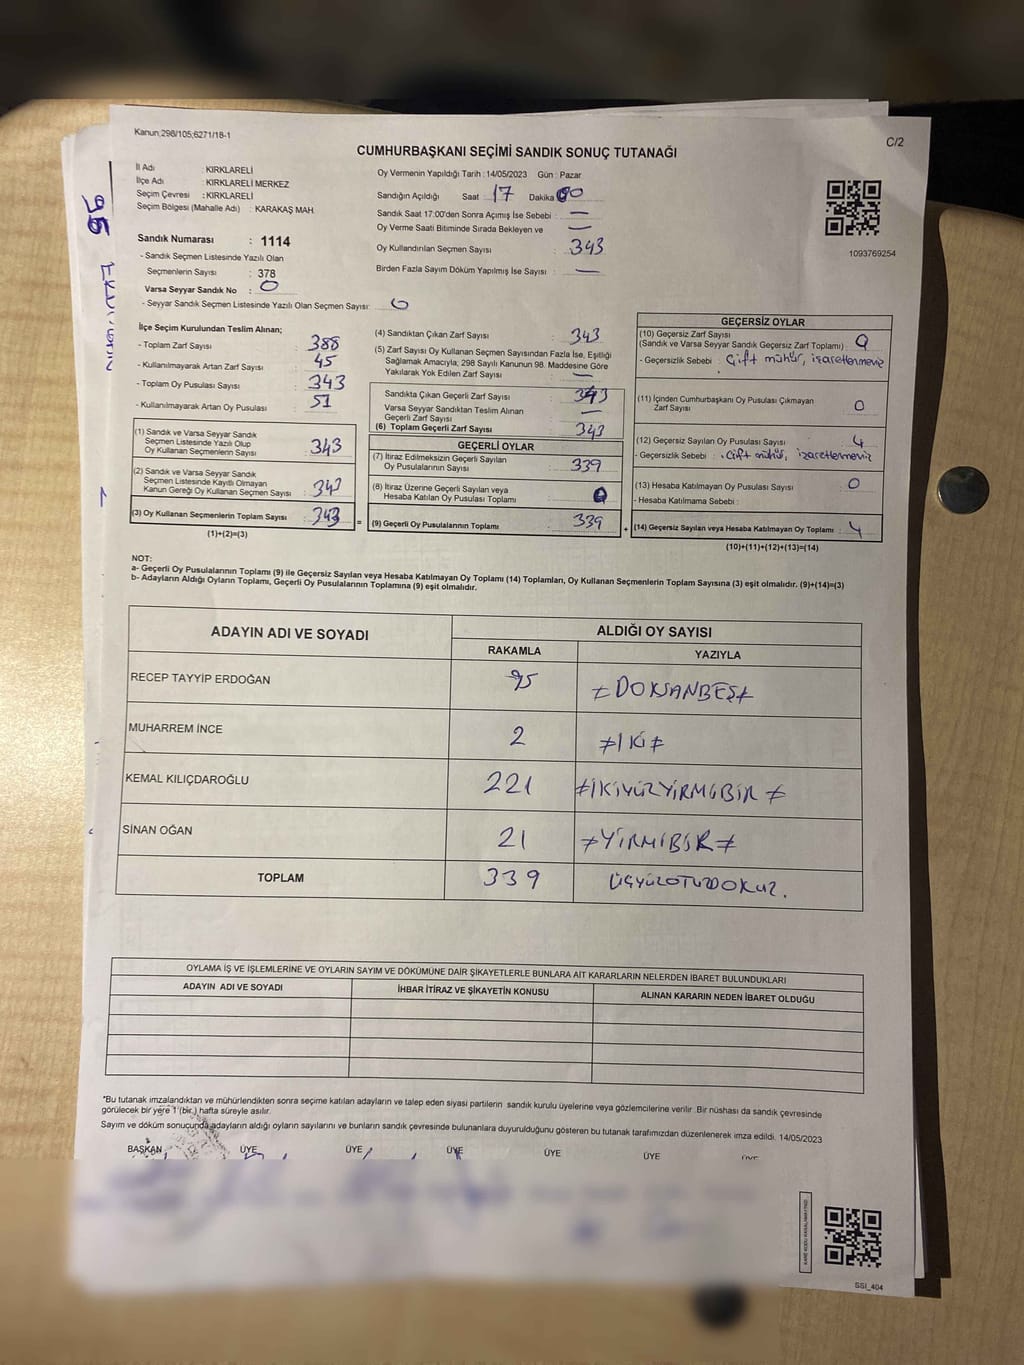 Kanun;298/105;6271/18-1
C/2
CUMHURBAŞKANI SEÇİMİ SANDIK SONUÇ TUTANAĞI
İl Adı : KIRKLARELİ
İlçe Adı : KIRKLARELİ MERKEZ
Seçim Çevresi : KIRKLARELİ
Seçim Bölgesi (Mahalle Adı) : KARAKAŞ MAH.
Sandık Numarası : 1114
- Sandık Seçmen Listesinde Yazılı Olan
Seçmenlerin Sayısı : 378
Varsa Seyyar Sandık No : 0
- Seyyar Sandık Seçmen Listesinde Yazılı Olan Seçmen Sayısı: 0
Oy Vermenin Yapıldığı Tarih : 14/05/2023 Gün : Pazar
Sandığın Açıldığı Saat 17 Dakika 00
Sandık Saat 17:00'den Sonra Açımış İse Sebebi : —
Oy Verme Saati Bitiminde Sırada Bekleyen ve —
Oy Kullandırılan Seçmen Sayısı : 343
Birden Fazla Sayım Döküm Yapılmış İse Sayısı : —
1093769254
İlçe Seçim Kurulundan Teslim Alınan;
- Toplam Zarf Sayısı : 388
- Kullanılmayarak Artan Zarf Sayısı : 45
- Toplam Oy Pusulası Sayısı : 343
- Kullanılmayarak Artan Oy Pusulası : 51
(1) Sandık ve Varsa Seyyar Sandık
Seçmen Listesinde Yazılı Olup
Oy Kullanan Seçmenlerin Sayısı : 343
(2) Sandık ve Varsa Seyyar Sandık
Seçmen Listesinde Kayıtlı Olmayan
Kanun Gereği Oy Kullanan Seçmen Sayısı : 343
(3) Oy Kullanan Seçmenlerin Toplam Sayısı : 343
(1)+(2)=(3)
(4) Sandıktan Çıkan Zarf Sayısı : 343
(5) Zarf Sayısı Oy Kullanan Seçmen Sayısından Fazla İse, Eşitliği
Sağlamak Amacıyla; 298 Sayılı Kanunun 98. Maddesine Göre
Yakılarak Yok Edilen Zarf Sayısı : —
Sandıkta Çıkan Geçerli Zarf Sayısı : 343
Varsa Seyyar Sandıktan Teslim Alınan
Geçerli Zarf Sayısı : —
(6) Toplam Geçerli Zarf Sayısı : 343
GEÇERLİ OYLAR
(7) İtiraz Edilmeksizin Geçerli Sayılan
Oy Pusulalarının Sayısı : 339
(8) İtiraz Üzerine Geçerli Sayılan veya
Hesaba Katılan Oy Pusulası Toplamı : 0
(9) Geçerli Oy Pusulalarının Toplamı : 339
GEÇERSİZ OYLAR
(10) Geçersiz Zarf Sayısı
(Sandık ve Varsa Seyyar Sandık Geçersiz Zarf Toplamı) :
- Geçersizlik Sebebi : Çift mühür, işaretlenmemiş
(11) İçinden Cumhurbaşkanı Oy Pusulası Çıkmayan
Zarf Sayısı : 0
(12) Geçersiz Sayılan Oy Pusulası Sayısı : 4
- Geçersizlik Sebebi : Çift mühür, işaretlenmemiş
(13) Hesaba Katılmayan Oy Pusulası Sayısı : 0
- Hesaba Katılmama Sebebi :
(14) Geçersiz Sayılan veya Hesaba Katılmayan Oy Toplamı : 4
(10)+(11)+(12)+(13)=(14)
NOT:
a- Geçerli Oy Pusulalarının Toplamı (9) ile Geçersiz Sayılan veya Hesaba Katılmayan Oy Toplamı (14) Toplamları, Oy Kullanan Seçmenlerin Toplam Sayısına (3) eşit olmalıdır. (9)+(14)=(3)
b- Adayların Aldığı Oyların Toplamı, Geçerli Oy Pusulalarının Toplamına (9) eşit olmalıdır.
ADAYIN ADI VE SOYADI
ALDIĞI OY SAYISI
RAKAMLA YAZIYLA
RECEP TAYYİP ERDOĞAN 95 ≠DOKSANBEŞ≠
MUHARREM İNCE 2 ≠İKİ≠
KEMAL KILIÇDAROĞLU 221 ≠İKİYÜZYİRMİBİR≠
SİNAN OĞAN 21 ≠YİRMİBİR≠
TOPLAM 339 ÜÇYÜZOTUZDOKUZ.
OYLAMA İŞ VE İŞLEMLERİNE VE OYLARIN SAYIM VE DÖKÜMÜNE DAİR ŞİKAYETLERLE BUNLARA AİT KARARLARIN NELERDEN İBARET BULUNDUKLARI
ADAYIN ADI VE SOYADI İHBAR İTİRAZ VE ŞİKAYETİN KONUSU ALINAN KARARIN NEDEN İBARET OLDUĞU
*Bu tutanak imzalandıktan ve mühürlendikten sonra seçime katılan adayların ve talep eden siyasi partilerin sandık kurulu üyelerine veya gözlemcilerine verilir. Bir nüshası da sandık çevresinde
görülecek bir yere 1 (bir) hafta süreyle asılır.
Sayım ve döküm sonucunda adayların aldığı oyların sayılarını ve bunların sandık çevresinde bulunanlara duyurulduğunu gösteren bu tutanak tarafımızdan düzenlenerek imza edildi. 14/05/2023
BAŞKAN ÜYE ÜYE ÜYE ÜYE ÜYE
SSI_404